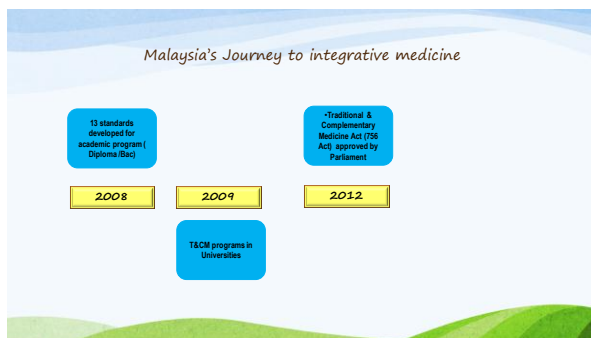 Malaysia's Journey to integrative medicine
13 standards
developed for
academic program (
Diploma /Bac)
•Traditional &
Complementary
Medicine Act (756
Act) approved by
Parliament
2008
2009
2012
T&CM programs in
Universities